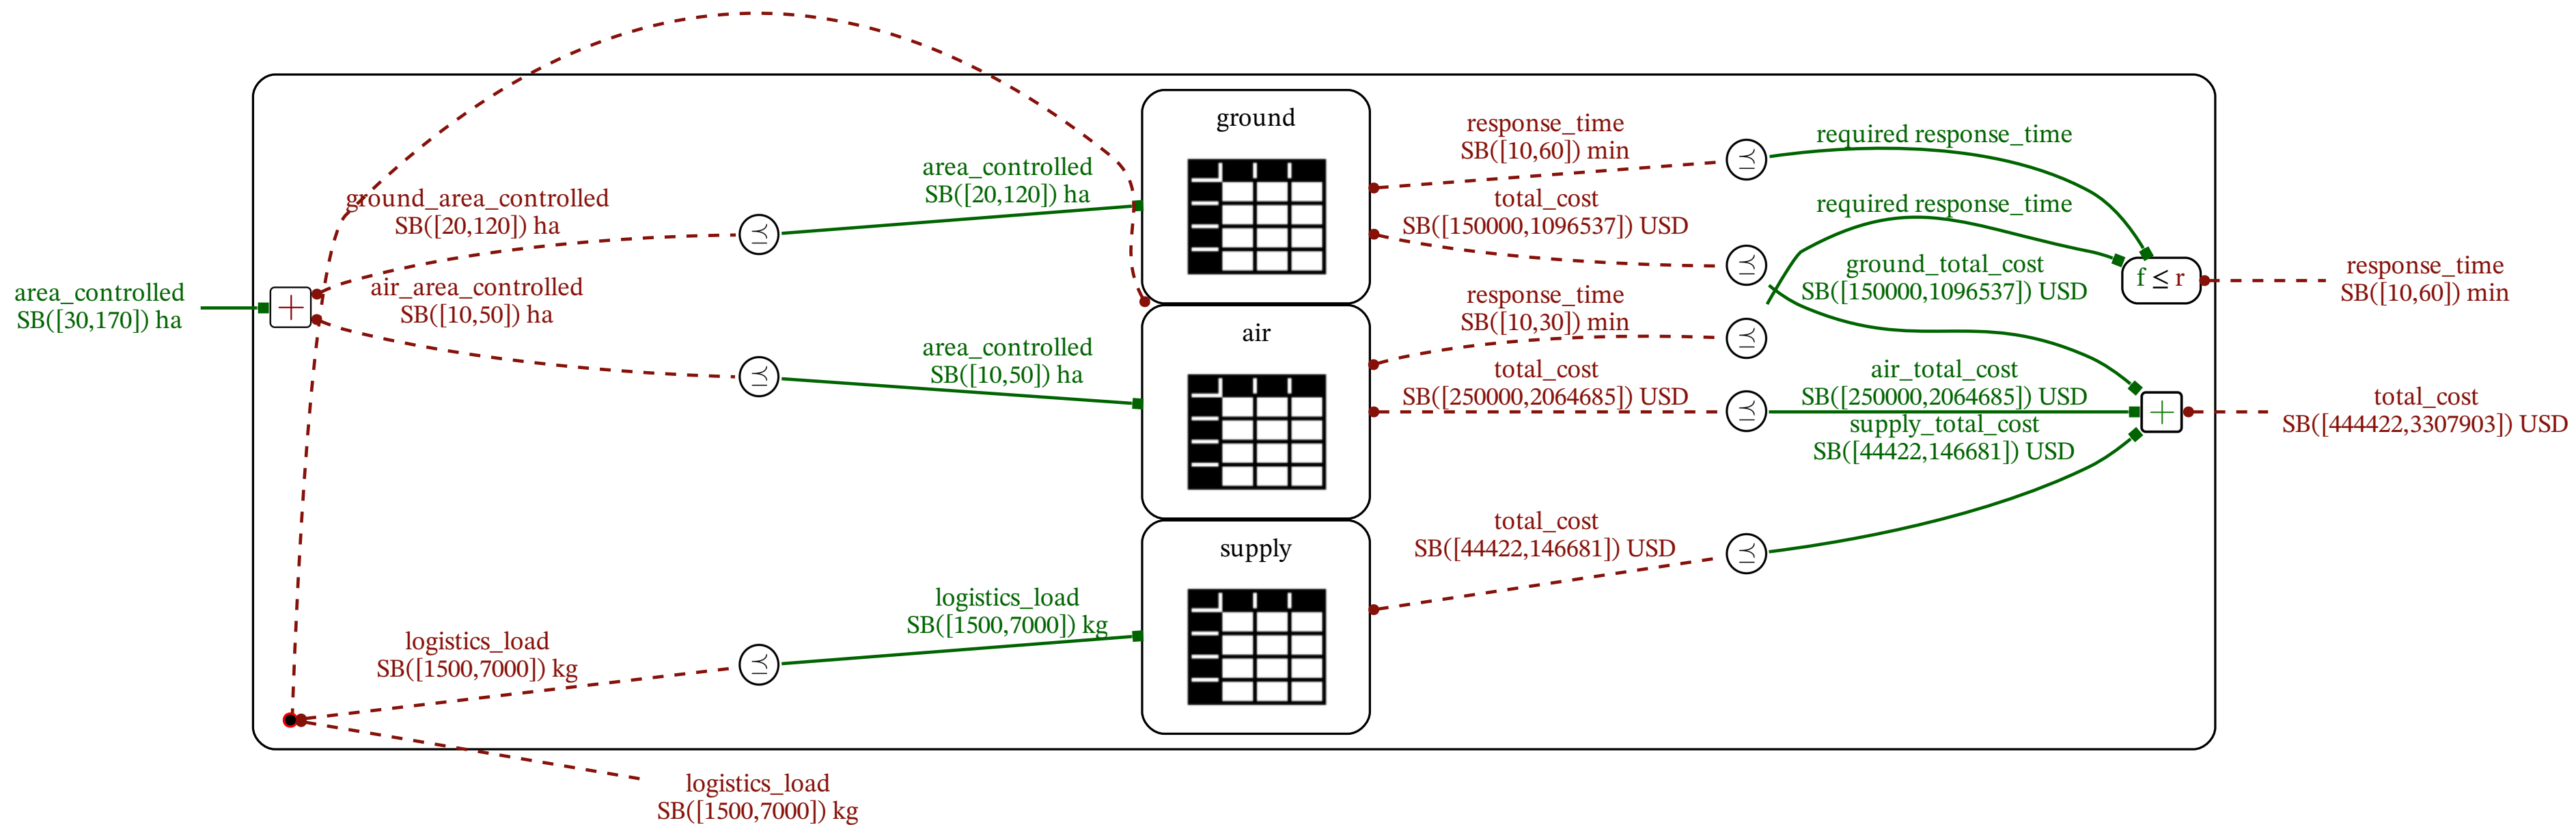 ground
response_time
SB([10,60]) min
required response_time
area_controlled
SB([20,120]) ha
ground_area_controlled
SB([20,120]) ha
total_cost
SB([150000,1096537]) USD
required response_time
area_controlled
SB([30,170]) ha
+
air_area_controlled
SB([10,50]) ha
ground_total_cost
SB([150000,1096537]) USD
f ≤ r
response_time
SB([10,60]) min
response_time
SB([10,30]) min
air
area_controlled
SB([10,50]) ha
total_cost
SB([250000,2064685]) USD
air_total_cost
SB([250000,2064685]) USD
+
total_cost
SB([444422,3307903]) USD
supply_total_cost
SB([44422,146681]) USD
supply
total_cost
SB([44422,146681]) USD
logistics_load
SB([1500,7000]) kg
logistics_load
SB([1500,7000]) kg
logistics_load
SB([1500,7000]) kg
⪯
⪯
⪯
⪯
⪯
⪯
⪯
⪯